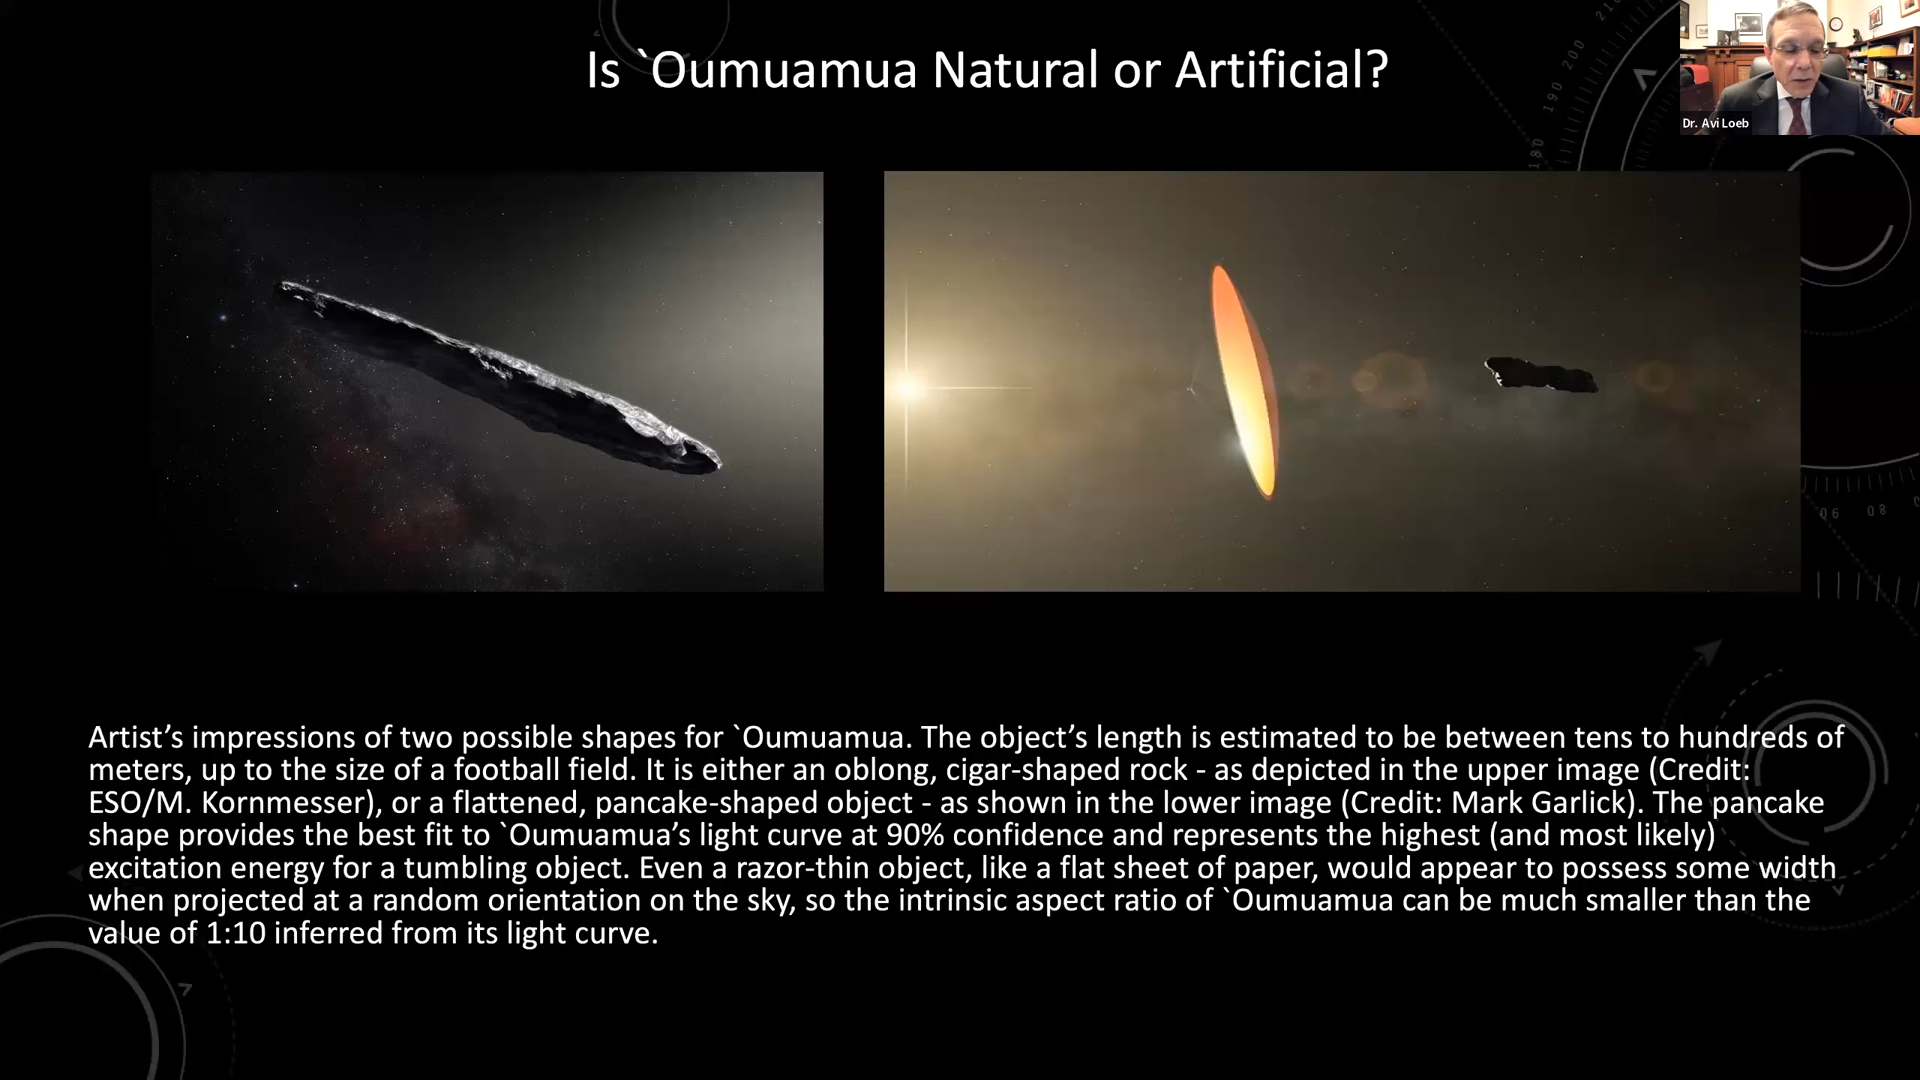 Is `Oumuamua Natural or Artificial?
Dr. Avi Loeb
210
200
190
180
06 08
Artist’s impressions of two possible shapes for `Oumuamua. The object’s length is estimated to be between tens to hundreds of
meters, up to the size of a football field. It is either an oblong, cigar-shaped rock - as depicted in the upper image (Credit:
ESO/M. Kornmesser), or a flattened, pancake-shaped object - as shown in the lower image (Credit: Mark Garlick). The pancake
shape provides the best fit to `Oumuamua’s light curve at 90% confidence and represents the highest (and most likely)
excitation energy for a tumbling object. Even a razor-thin object, like a flat sheet of paper, would appear to possess some width
when projected at a random orientation on the sky, so the intrinsic aspect ratio of `Oumuamua can be much smaller than the
value of 1:10 inferred from its light curve.